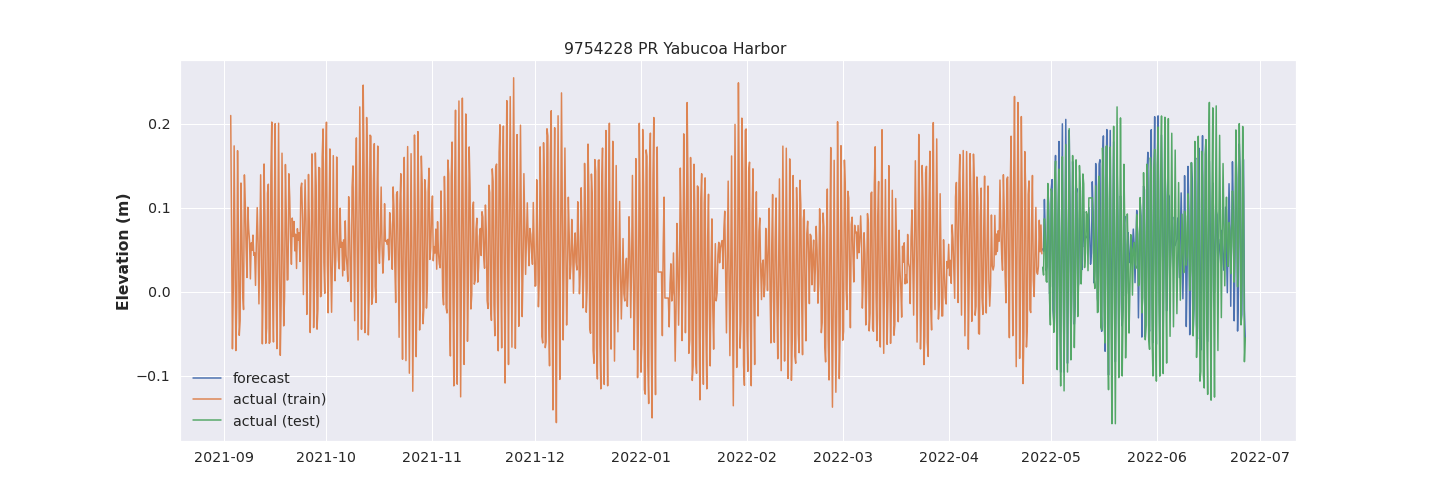 9754228 PR Yabucoa Harbor
Elevation (m)
0.2
0.1
0.0
−0.1
forecast
actual (train)
actual (test)
2021-09 2021-10 2021-11 2021-12 2022-01 2022-02 2022-03 2022-04 2022-05 2022-06 2022-07